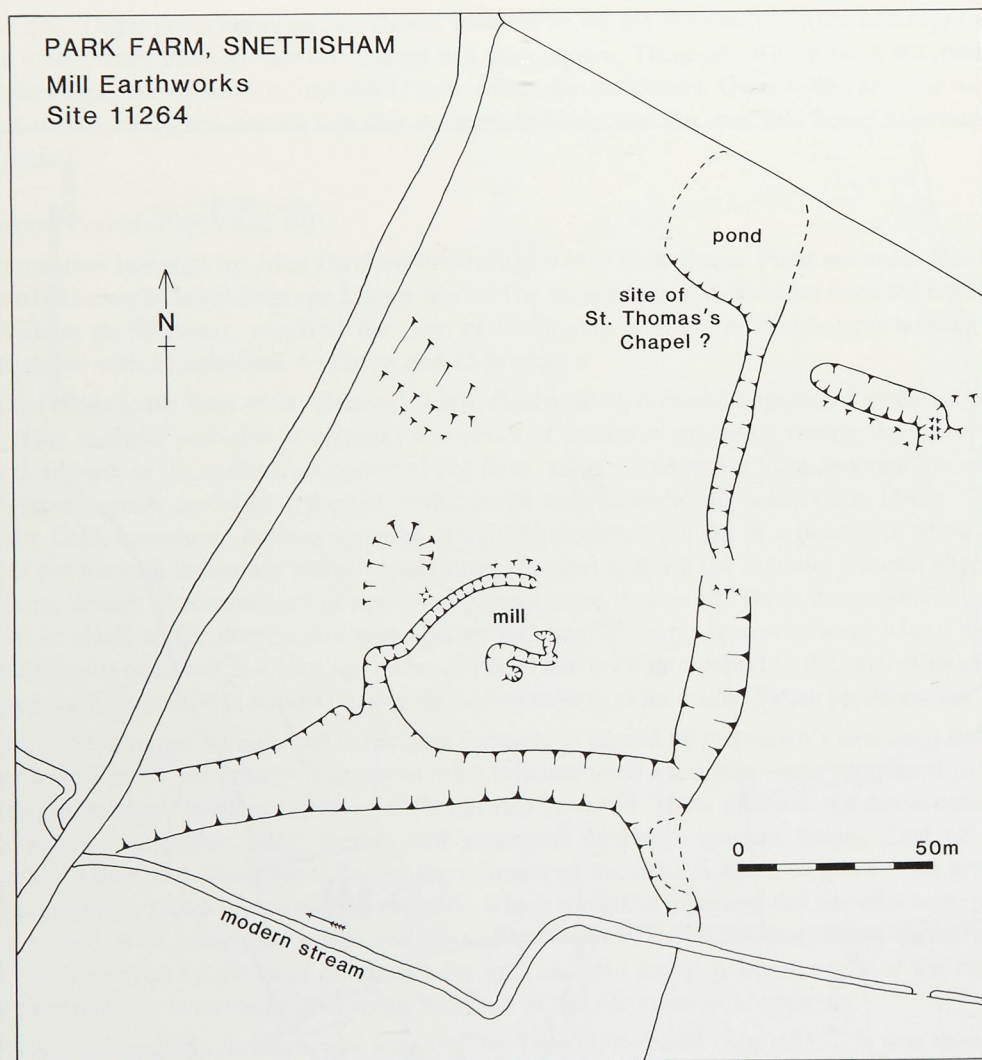 PARK FARM, SNETTISHAM
Mill Earthworks
Site 11264
N
pond
site of
St. Thomas's
Chapel ?
mill
0 50m
modern stream